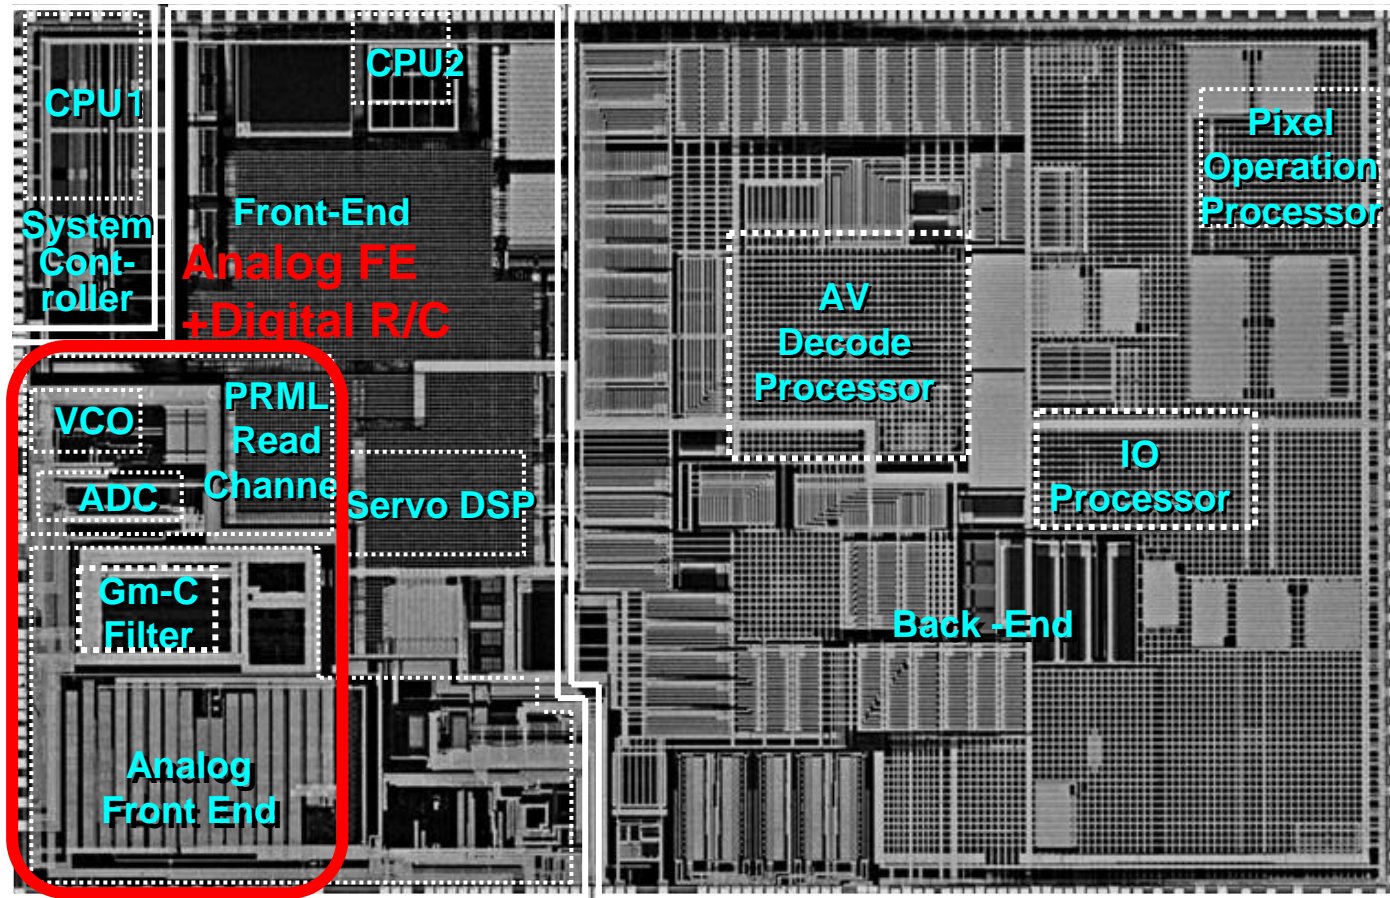 CPU1
System
Cont-
roller
CPU2
Front-End
Analog FE
+Digital R/C
VCO
ADC
PRML
Read
Channe
Servo DSP
Gm-C
Filter
Analog
Front End
AV
Decode
Processor
Pixel
Operation
Processor
IO
Processor
Back -End